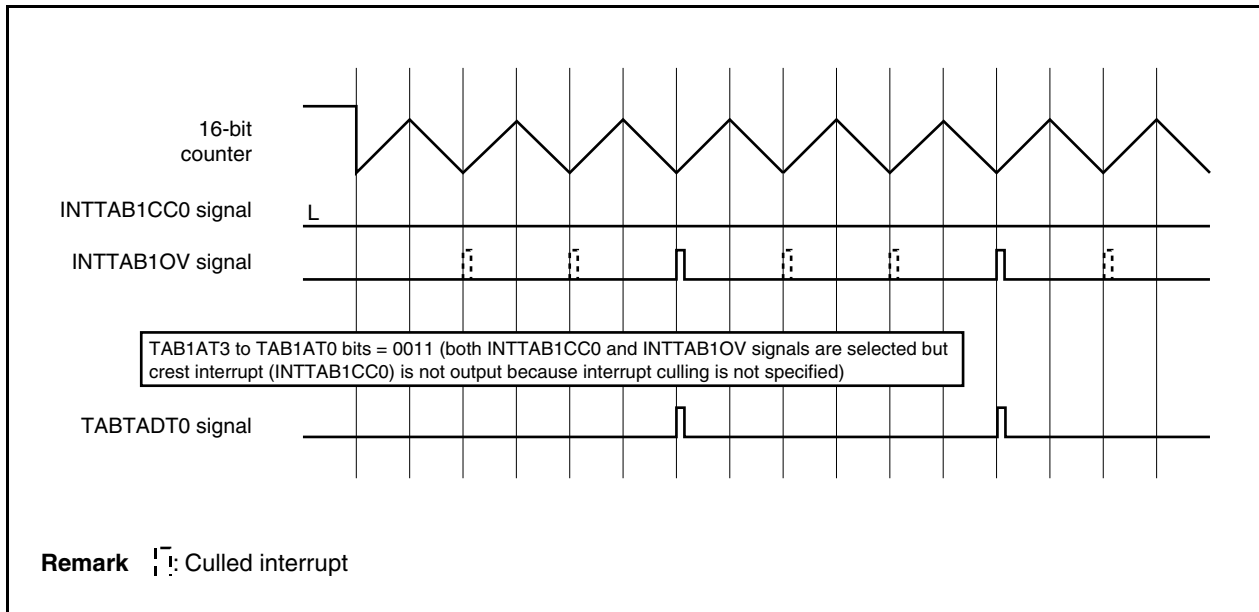 16-bit
counter
INTTAB1CC0 signal
L
INTTAB1OV signal
TAB1AT3 to TAB1AT0 bits = 0011 (both INTTAB1CC0 and INTTAB1OV signals are selected but
crest interrupt (INTTAB1CC0) is not output because interrupt culling is not specified)
TABTADT0 signal
Remark : Culled interrupt